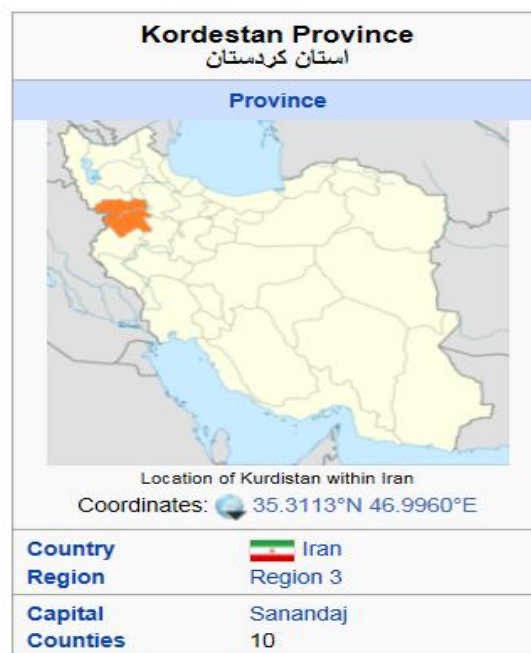 Kordestan Province
استان کردستان
Province
Location of Kurdistan within Iran
Coordinates: 35.3113°N 46.9960°E
Country Iran
Region Region 3
Capital Sanandaj
Counties 10